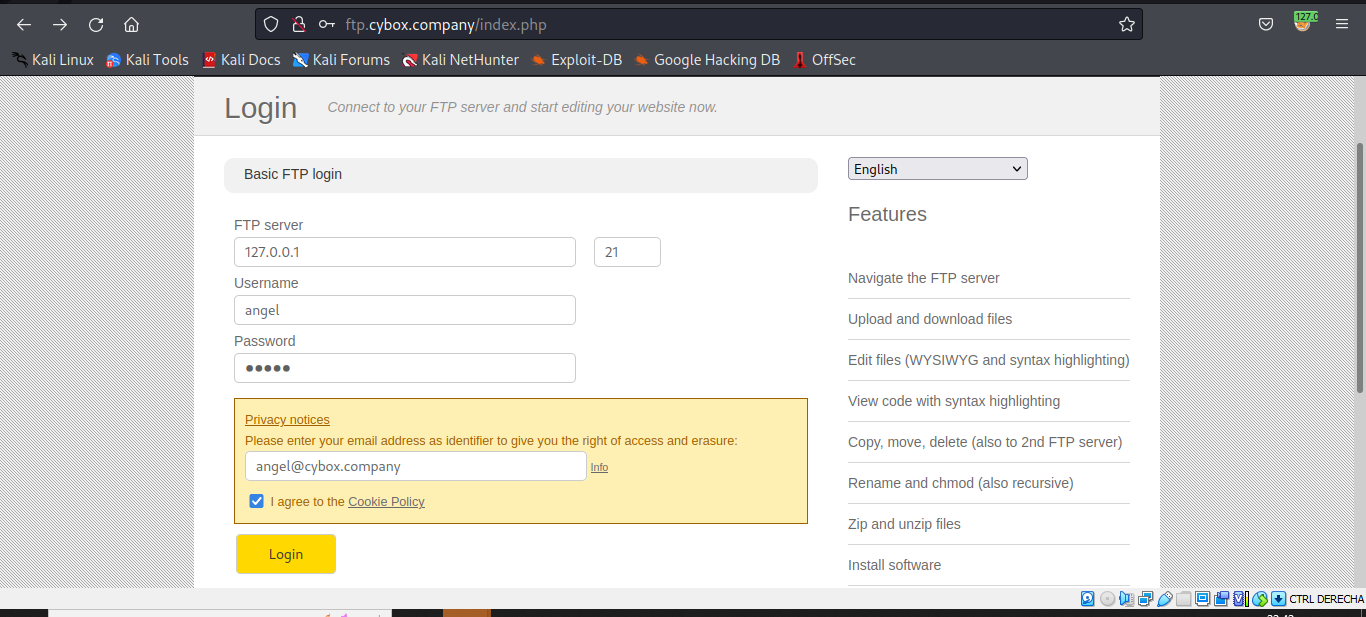 ftp.cybox.company/index.php
127.0
Kali Linux Kali Tools Kali Docs Kali Forums Kali NetHunter Exploit-DB Google Hacking DB OffSec
Login Connect to your FTP server and start editing your website now.
Basic FTP login
English
FTP server
127.0.0.1 21
Username
angel
Password
●●●●●
Privacy notices
Please enter your email address as identifier to give you the right of access and erasure:
angel@cybox.company Info
I agree to the Cookie Policy
Login
Features
Navigate the FTP server
Upload and download files
Edit files (WYSIWYG and syntax highlighting)
View code with syntax highlighting
Copy, move, delete (also to 2nd FTP server)
Rename and chmod (also recursive)
Zip and unzip files
Install software
CTRL DERECHA